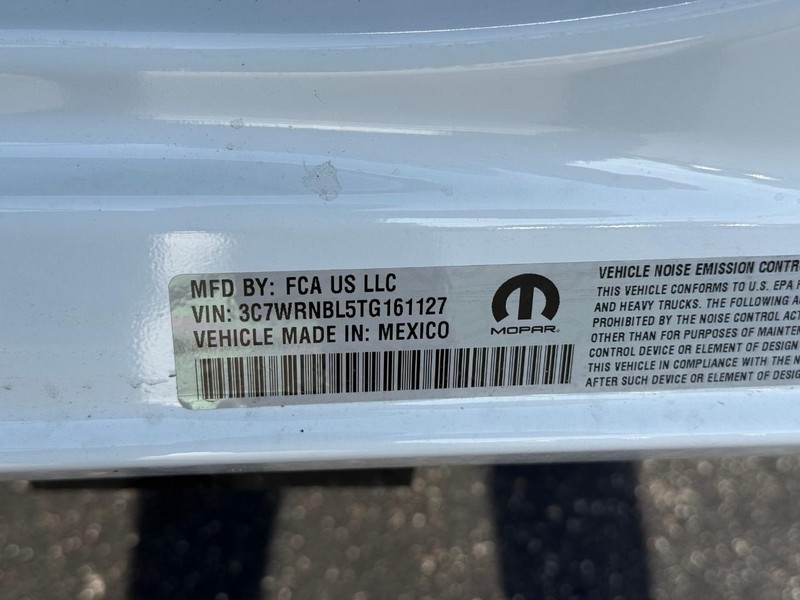 MFD BY: FCA US LLC
VIN: 3C7WRNBL5TG161127
VEHICLE MADE IN: MEXICO
MOPAR
VEHICLE NOISE EMISSION CONTR
THIS VEHICLE CONFORMS TO U.S. EPA
AND HEAVY TRUCKS. THE FOLLOWING
PROHIBITED BY THE NOISE CONTROL ACT
OTHER THAN FOR PURPOSES OF MAINTEN
CONTROL DEVICE OR ELEMENT OF DESIGN
THIS VEHICLE IN COMPLIANCE WITH THE
AFTER SUCH DEVICE OR ELEMENT OF DESIG